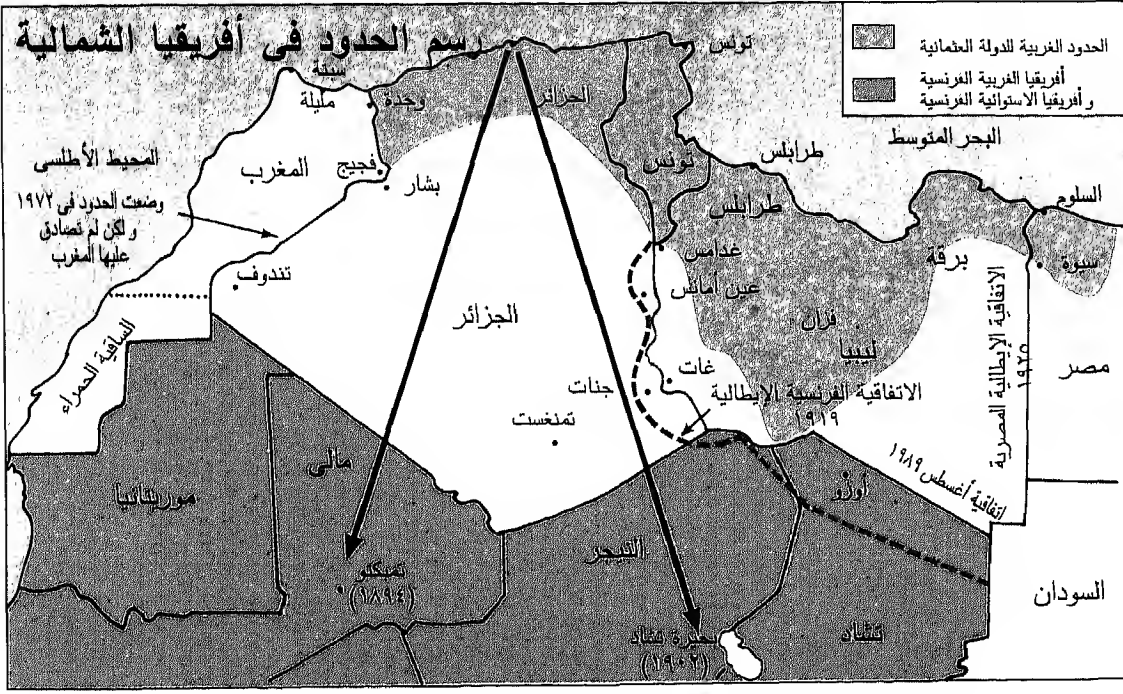 رسم الحدود فى أفريقيا الشمالية
الحدود الغربية للدولة العثمانية
أفريقيا الغربية الفرنسية
وأفريقيا الاستوائية الفرنسية
تونس
سبتة
مليلة
وجدة
الجزائر
البحر المتوسط
المحيط الأطلسى
المغرب
فجيج
بشار
تونس
طرابلس
طرابلس
السلوم
وضعت الحدود فى ١٩٧٢
ولكن لم تصادق
عليها المغرب
غدامس
برقة
سيوة
تندوف
عين أماس
الجزائر
فزان
ليبيا
الاتفاقية الإيطالية المصرية
١٩٢٥
مصر
الساقية الحمراء
غات
جنات
الاتفاقية الفرنسية الإيطالية
١٩١٩
تمنغست
اتفاقية أغسطس ١٩٨٩
مالى
موريتانيا
أوزو
النيجر
تمبكتو
(١٨٩٤)
السودان
بحيرة تشاد
(١٩٠٢)
تشاد